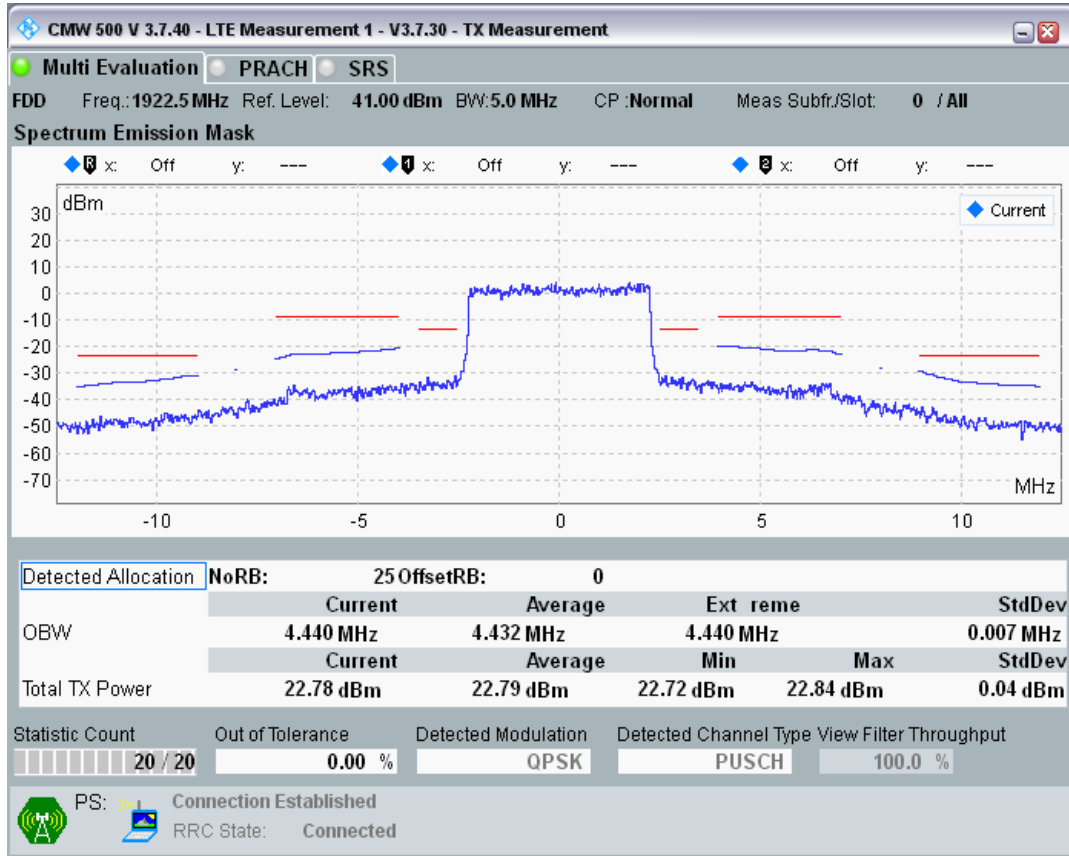 CMW 500 V 3.7.40 - LTE Measurement 1 - V3.7.30 - TX Measurement
Multi Evaluation PRACH SRS
FDD Freq.: 1922.5 MHz Ref. Level: 41.00 dBm BW: 5.0 MHz CP : Normal Meas Subfr./Slot: 0 / All
Spectrum Emission Mask
R x: Off y: --- 1 x: Off y: --- 2 x: Off y: ---
dBm
Current
30
20
10
0
-10
-20
-30
-40
-50
-60
-70
MHz
-10 -5 0 5 10
Detected Allocation NoRB: 25 OffsetRB: 0
Current Average Ext reme StdDev
OBW 4.440 MHz 4.432 MHz 4.440 MHz 0.007 MHz
Current Average Min Max StdDev
Total TX Power 22.78 dBm 22.79 dBm 22.72 dBm 22.84 dBm 0.04 dBm
Statistic Count Out of Tolerance Detected Modulation Detected Channel Type View Filter Throughput
20 / 20 0.00 % QPSK PUSCH 100.0 %
PS: Connection Established
RRC State: Connected